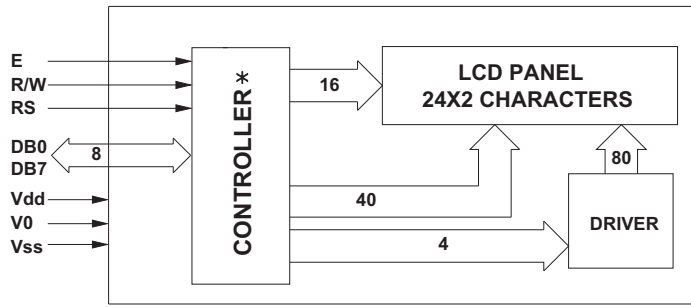 E
R/W
RS
DB0
DB7
8
Vdd
V0
Vss
CONTROLLER*
16
LCD PANEL
24X2 CHARACTERS
40
80
4
DRIVER